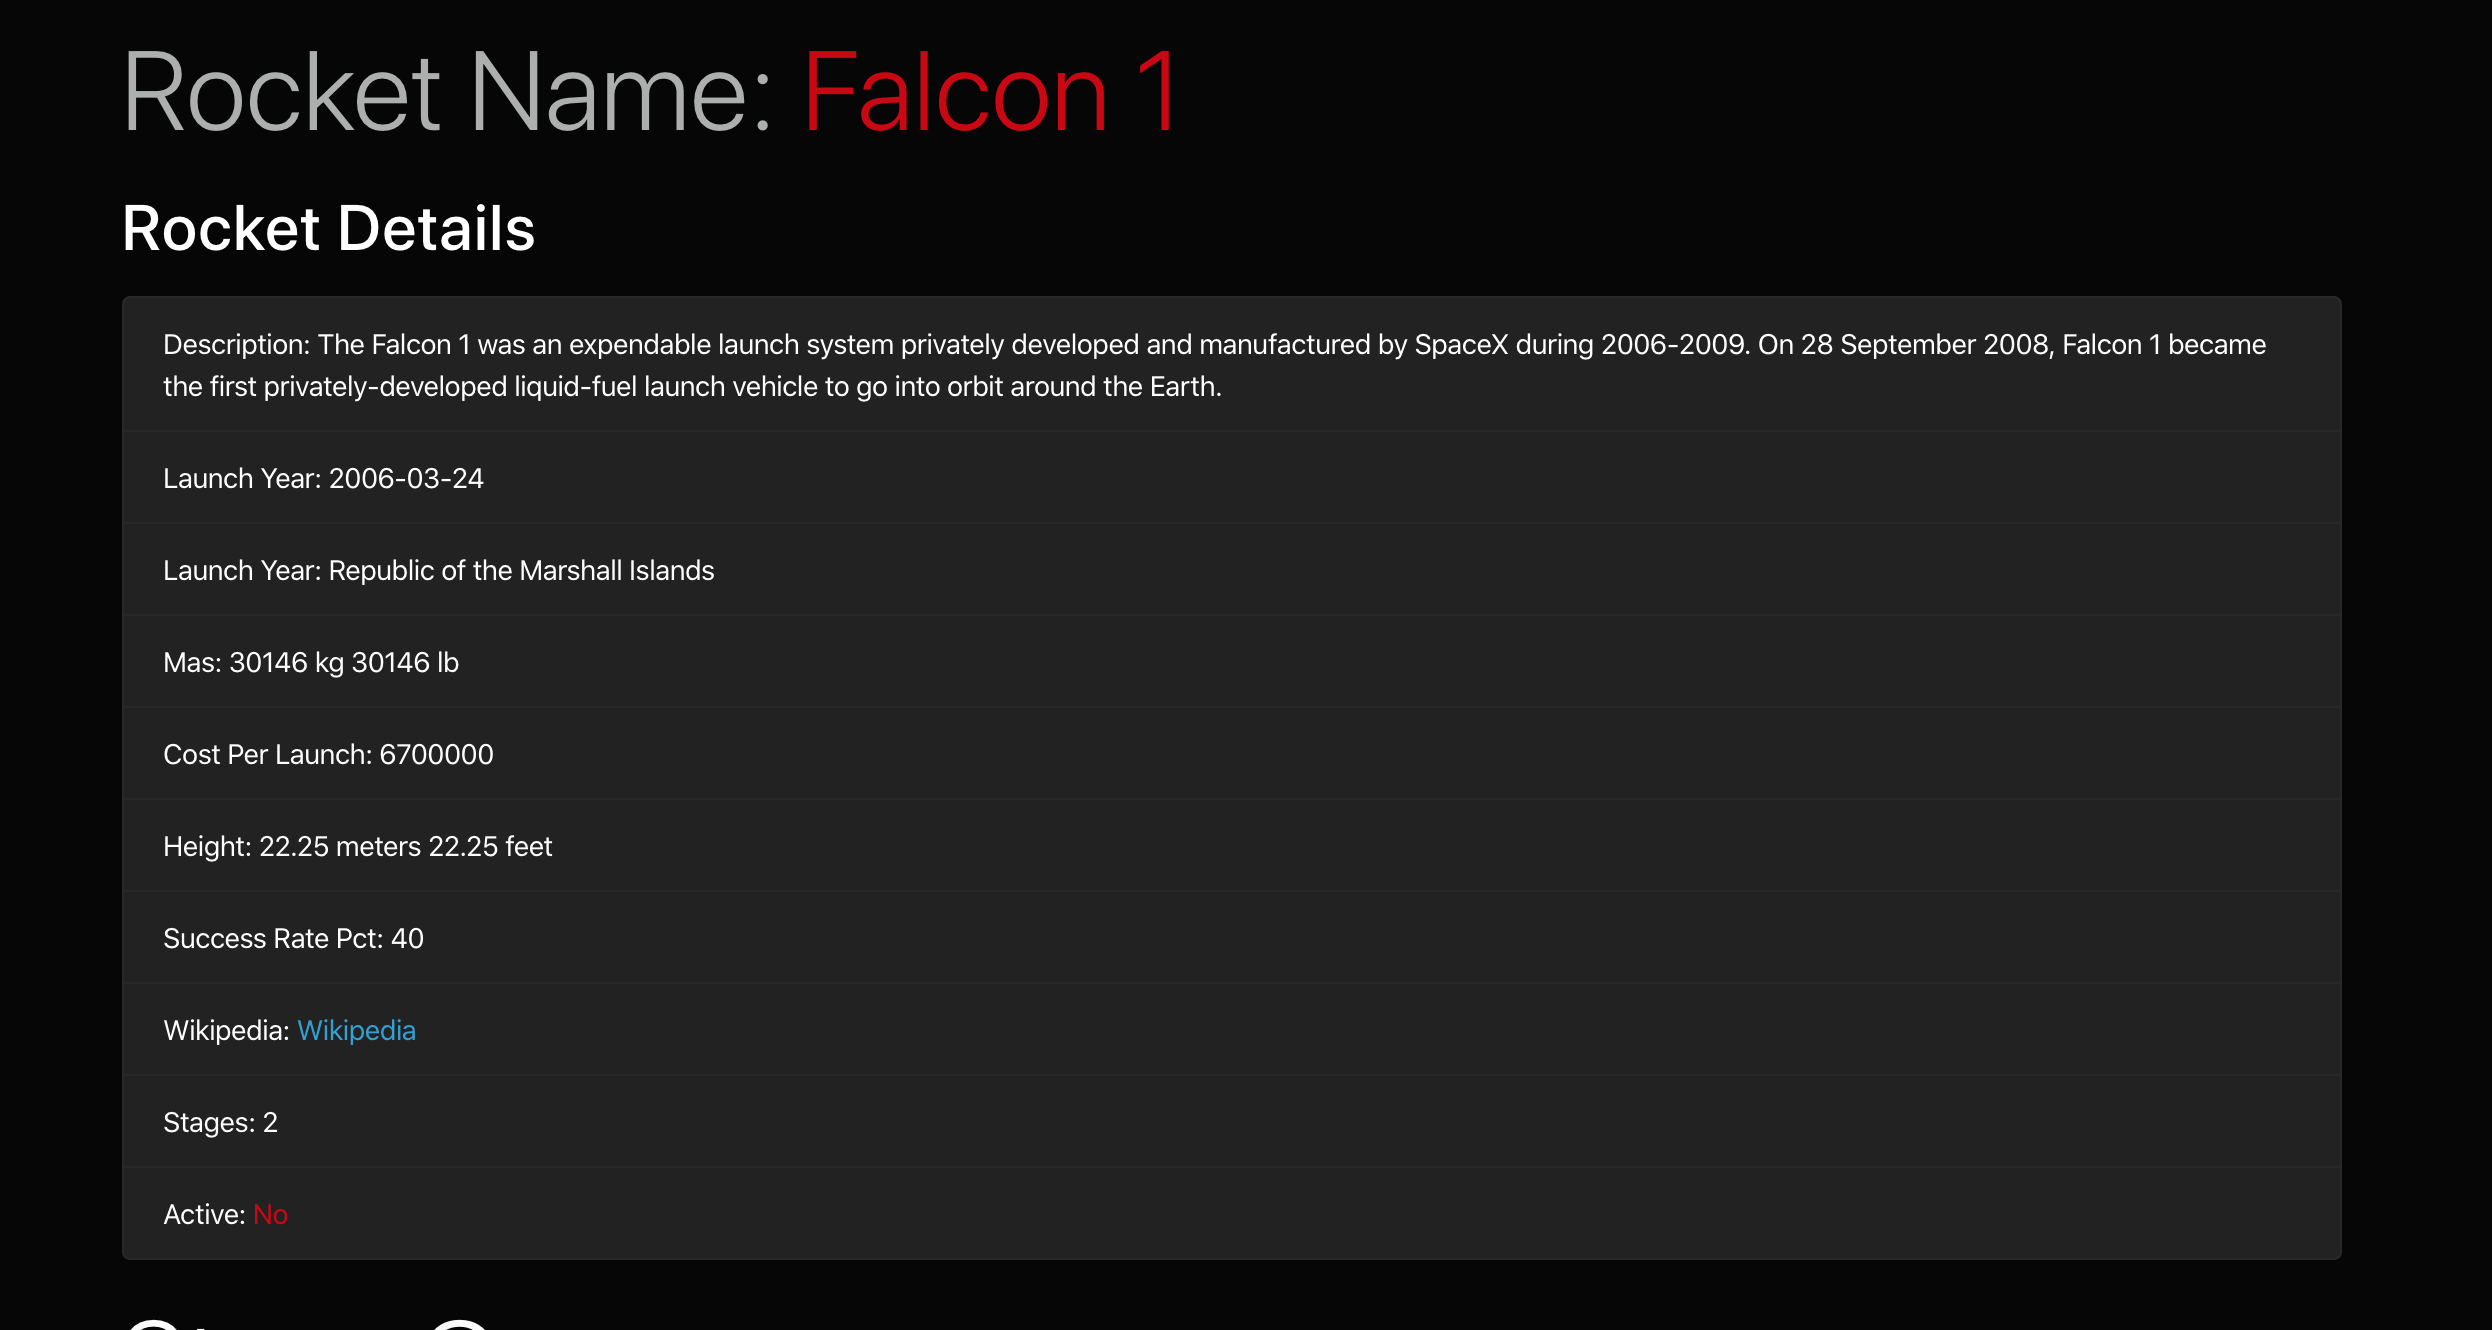 Rocket Name: Falcon 1
Rocket Details
Description: The Falcon 1 was an expendable launch system privately developed and manufactured by SpaceX during 2006-2009. On 28 September 2008, Falcon 1 became
the first privately-developed liquid-fuel launch vehicle to go into orbit around the Earth.
Launch Year: 2006-03-24
Launch Year: Republic of the Marshall Islands
Mas: 30146 kg 30146 lb
Cost Per Launch: 6700000
Height: 22.25 meters 22.25 feet
Success Rate Pct: 40
Wikipedia: Wikipedia
Stages: 2
Active: No